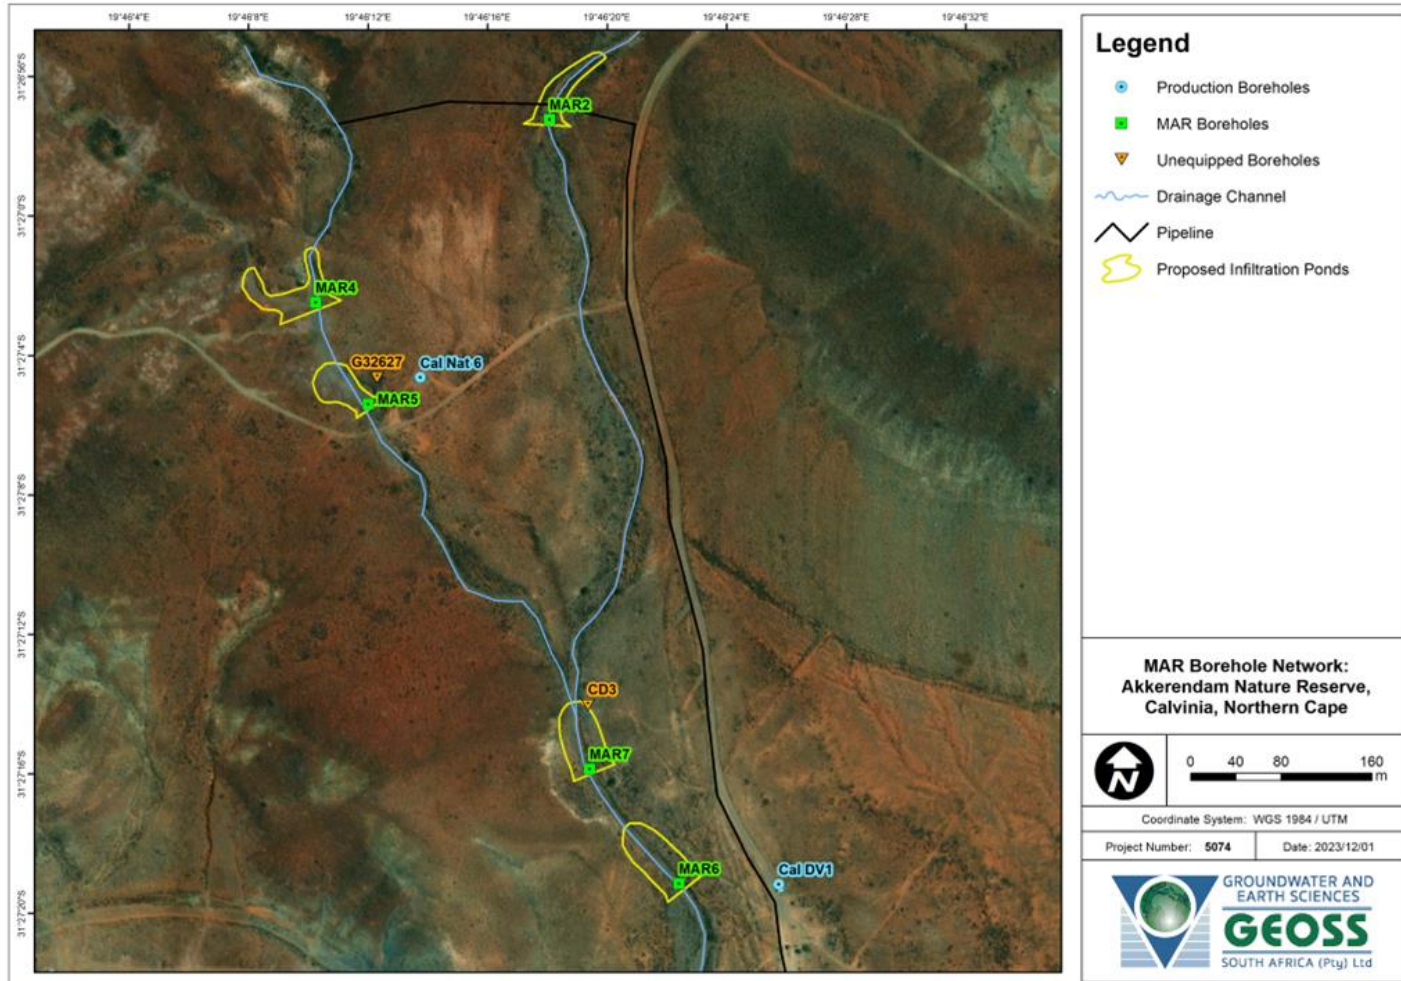 19°46'4"E 19°46'8"E 19°46'12"E 19°46'16"E 19°46'20"E 19°46'24"E 19°46'28"E 19°46'32"E
31°26'56"S
31°27'0"S
31°27'4"S
31°27'8"S
31°27'12"S
31°27'16"S
31°27'20"S
MAR2
MAR4
G32627
Cal Nat 6
MAR5
CD3
MAR7
MAR6
Cal DV1
Legend
Production Boreholes
MAR Boreholes
Unequipped Boreholes
Drainage Channel
Pipeline
Proposed Infiltration Ponds
MAR Borehole Network:
Akkerendam Nature Reserve,
Calvinia, Northern Cape
N
0 40 80 160
m
Coordinate System: WGS 1984 / UTM
Project Number: 5074 Date: 2023/12/01
GROUNDWATER AND
EARTH SCIENCES
GEOSS
SOUTH AFRICA (Pty) Ltd